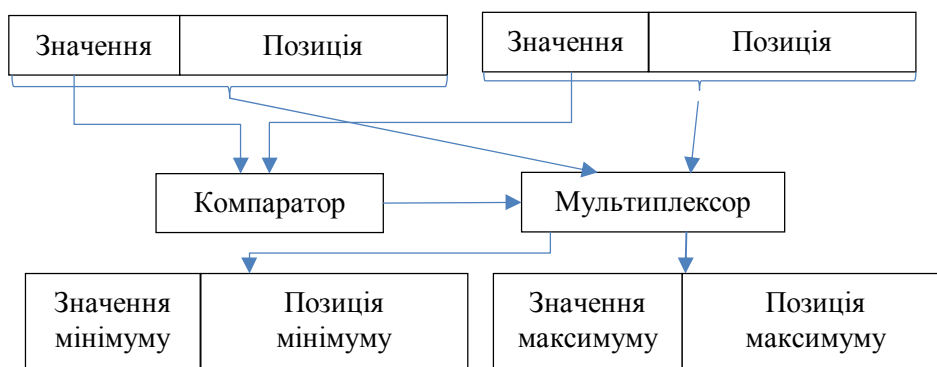 Значення Позиція Значення Позиція
Компаратор Мультиплексор
Значення мінімуму
Позиція мінімуму
Значення максимуму
Позиція максимуму